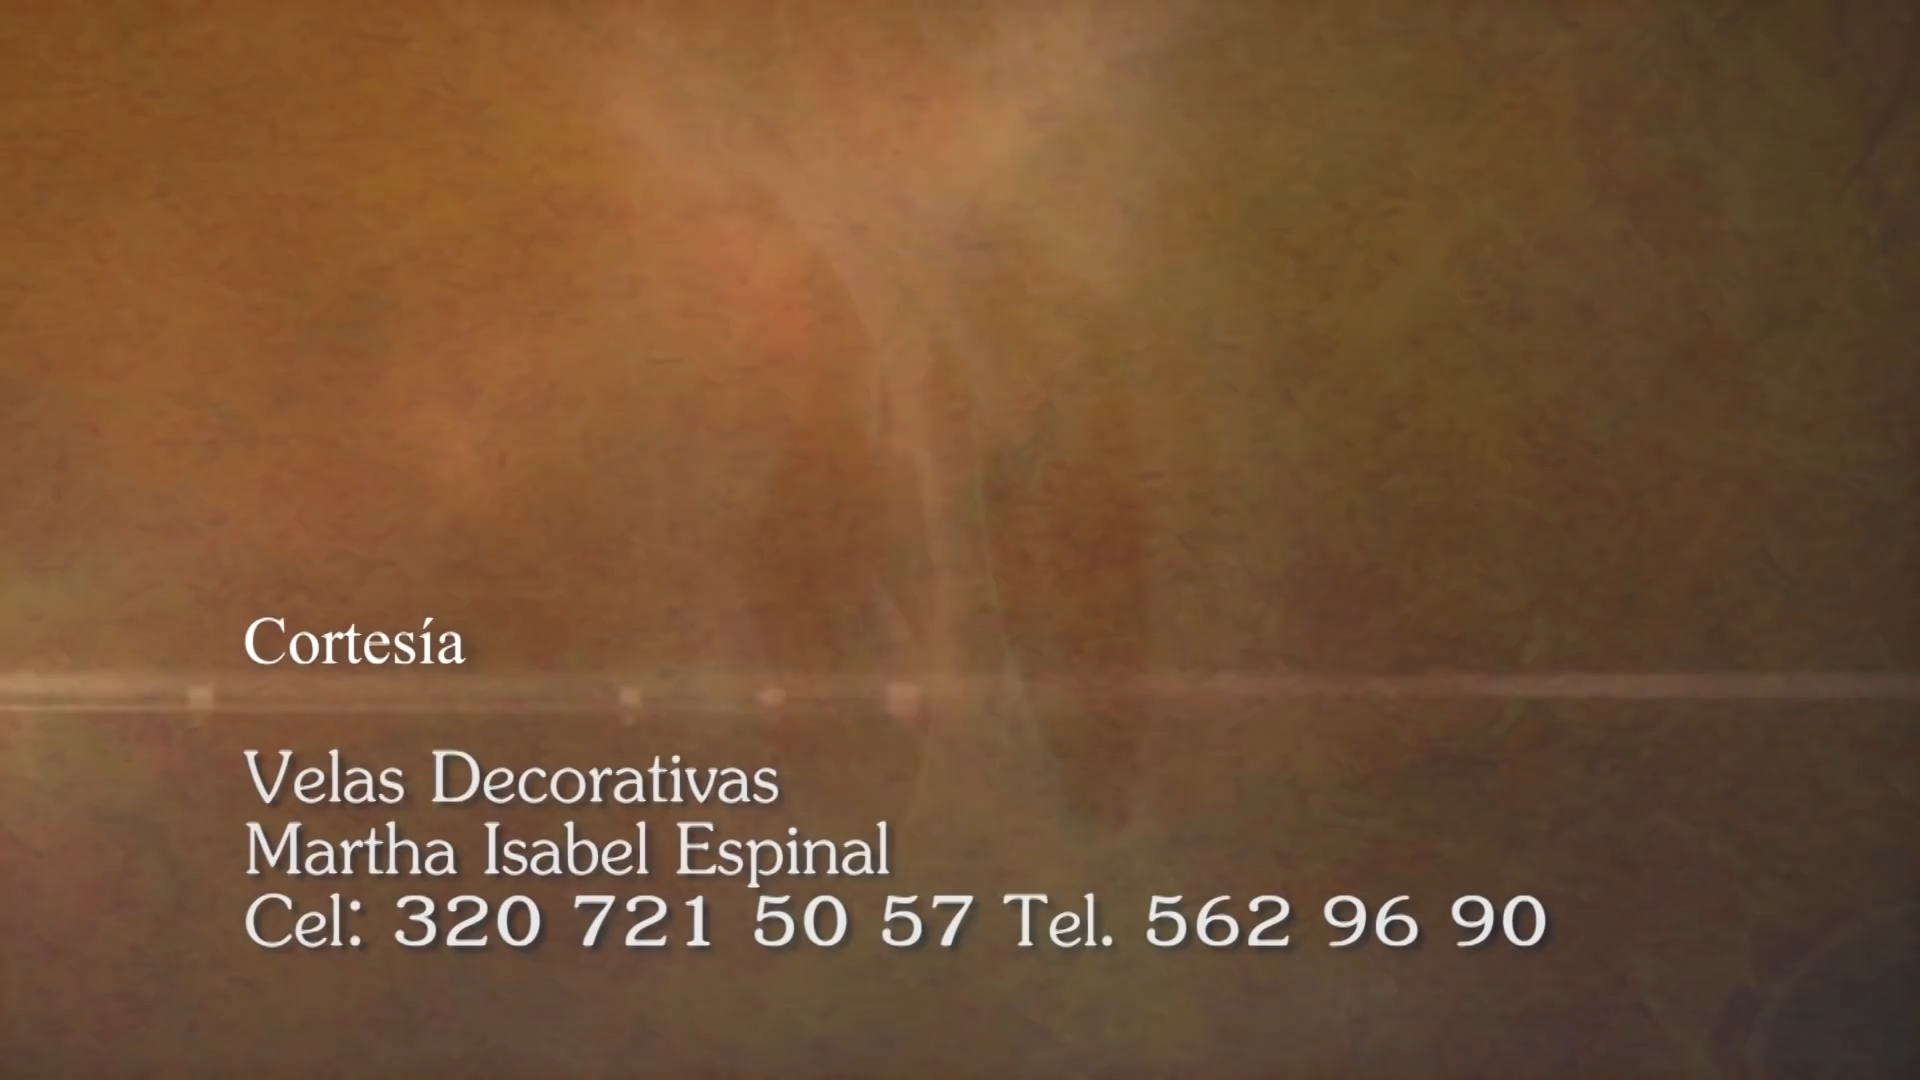 Cortesía
Velas Decorativas
Martha Isabel Espinal
Cel: 320 721 50 57 Tel. 562 96 90